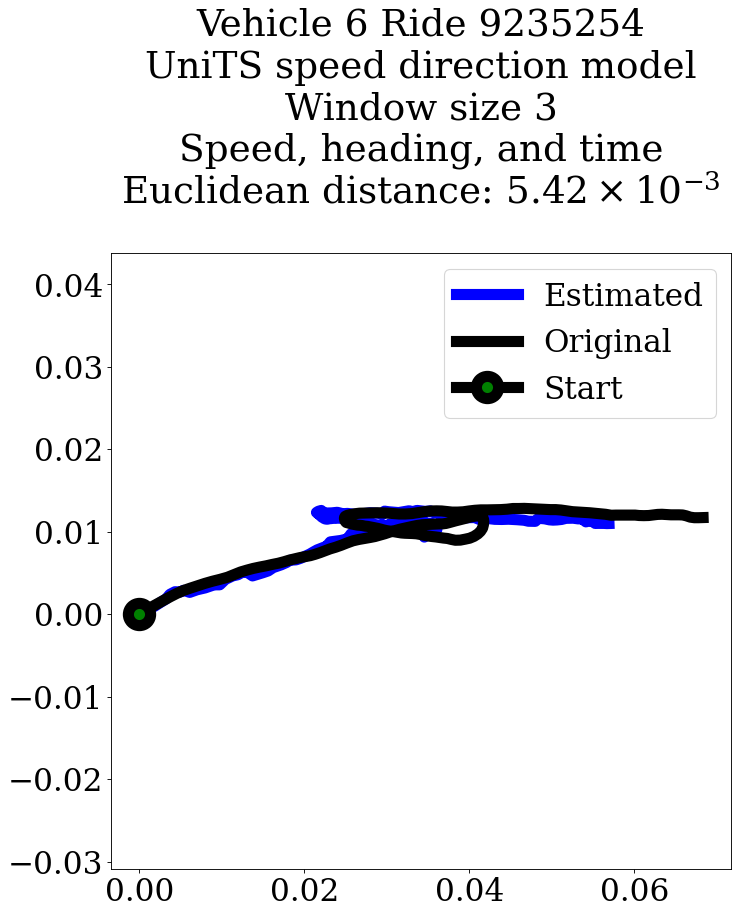 Vehicle 6 Ride 9235254
UniTS speed direction model
Window size 3
Speed, heading, and time
Euclidean distance: 5.42 × 10⁻³
Estimated
Original
Start
0.04
0.03
0.02
0.01
0.00
−0.01
−0.02
−0.03
0.00 0.02 0.04 0.06